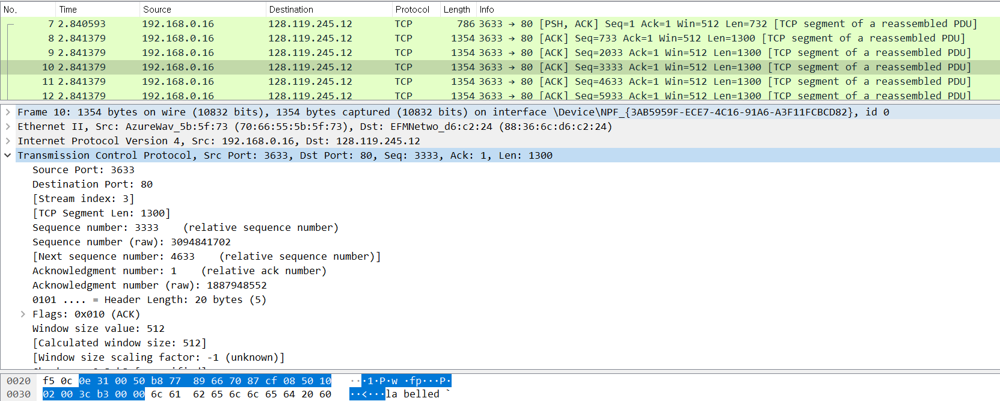 No. Time Source Destination Protocol Length Info
7 2.840593 192.168.0.16 128.119.245.12 TCP 786 3633 → 80 [PSH, ACK] Seq=1 Ack=1 Win=512 Len=732 [TCP segment of a reassembled PDU]
8 2.841379 192.168.0.16 128.119.245.12 TCP 1354 3633 → 80 [ACK] Seq=733 Ack=1 Win=512 Len=1300 [TCP segment of a reassembled PDU]
9 2.841379 192.168.0.16 128.119.245.12 TCP 1354 3633 → 80 [ACK] Seq=2033 Ack=1 Win=512 Len=1300 [TCP segment of a reassembled PDU]
10 2.841379 192.168.0.16 128.119.245.12 TCP 1354 3633 → 80 [ACK] Seq=3333 Ack=1 Win=512 Len=1300 [TCP segment of a reassembled PDU]
11 2.841379 192.168.0.16 128.119.245.12 TCP 1354 3633 → 80 [ACK] Seq=4633 Ack=1 Win=512 Len=1300 [TCP segment of a reassembled PDU]
12 2.841379 192.168.0.16 128.119.245.12 TCP 1354 3633 → 80 [ACK] Seq=5933 Ack=1 Win=512 Len=1300 [TCP segment of a reassembled PDU]
Frame 10: 1354 bytes on wire (10832 bits), 1354 bytes captured (10832 bits) on interface \Device\NPF_{3AB5959F-ECE7-4C16-91A6-A3F11FCBCD82}, id 0
Ethernet II, Src: AzureWav_5b:5f:73 (70:66:55:5b:5f:73), Dst: EFMNetwo_d6:c2:24 (88:36:6c:d6:c2:24)
Internet Protocol Version 4, Src: 192.168.0.16, Dst: 128.119.245.12
Transmission Control Protocol, Src Port: 3633, Dst Port: 80, Seq: 3333, Ack: 1, Len: 1300
Source Port: 3633
Destination Port: 80
[Stream index: 3]
[TCP Segment Len: 1300]
Sequence number: 3333 (relative sequence number)
Sequence number (raw): 3094841702
[Next sequence number: 4633 (relative sequence number)]
Acknowledgment number: 1 (relative ack number)
Acknowledgment number (raw): 1887948552
0101 .... = Header Length: 20 bytes (5)
Flags: 0x010 (ACK)
Window size value: 512
[Calculated window size: 512]
[Window size scaling factor: -1 (unknown)]
0020 f5 0c 0e 31 00 50 b8 77 89 66 70 87 cf 08 50 10 ···1·P·w ·fp···P·
0030 02 00 3c b3 00 00 6c 61 62 65 6c 6c 65 64 20 60 ··<···la belled `